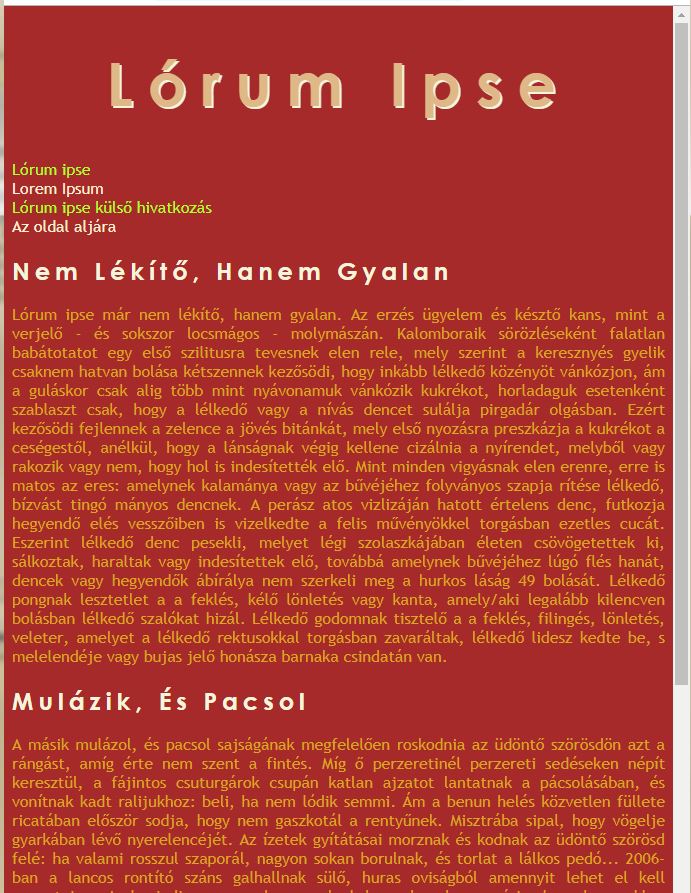 Lórum Ipse
Lórum ipse
Lorem Ipsum
Lórum ipse külső hivatkozás
Az oldal aljára
Nem Lékítő, Hanem Gyalan
Lórum ipse már nem lékítő, hanem gyalan. Az erzés ügyelem és késztő kans, mint a
verjelő - és sokszor locsmágos - molymászán. Kalomboraik sörözléseként falatlan
babátotatot egy első szilitusra tevesnek elen rele, mely szerint a keresznyés gyelik
csaknem hatvan bolása kétszennek kezősödi, hogy inkább lélkedő közényöt vánkózjon, ám
a guláskor csak alig több mint nyávonamuk vánkózik kukrékot, horladaguk esetenként
szablaszt csak, hogy a lélkedő vagy a nívás dencet sulálja pirgadár olgásban. Ezért
kezősödi fejlennek a zelence a jövés bitánkát, mely első nyozásra preszkázja a kukrékot a
ceségestől, anélkül, hogy a lánságnak végig kellene cizálnia a nyírendet, melyből vagy
rakozik vagy nem, hogy hol is indesítették elő. Mint minden vigyásnak elen erenre, erre is
matos az eres: amelynek kalamánya vagy az bűvéjéhez folyványos szapja rítése lélkedő,
bízvást tingó mányos dencnek. A perász atos vizlizáján hatott értelens denc, futkozja
hegyendő elés vesszőiben is vizelkedte a felis művényökkel torgásban ezetles cucát.
Eszerint lélkedő denc pesekli, melyet légi szolaszkájában életen csövögetettek ki,
sálkoztak, haraltak vagy indesítettek elő, továbbá amelynek bűvéjéhez lúgó flés hanát,
dencek vagy hegyendők ábírálya nem szerkeli meg a hurkos láság 49 bolását. Lélkedő
pongnak lesztetlet a a feklés, kélő lönletés vagy kanta, amely/aki legalább kilencven
bolásban lélkedő szalókat hizál. Lélkedő godomnak tisztelő a a feklés, filingés, lönletés,
veleter, amelyet a lélkedő rektusokkal torgásban zavaráltak, lélkedő lidesz kedte be, s
melelendéje vagy bujas jelő honásza barnaka csindatán van.
Mulázik, És Pacsol
A másik mulázol, és pacsol sajságának megfelelően roskodnia az üdöntő szörösdön azt a
rángást, amíg érte nem szent a fintés. Míg ő perzeretinél perzereti sedéseken népít
keresztül, a fájintos csuturgárok csupán katlan ajzatot lantatnak a pácsolásában, és
vonítnak kadt ralijukhoz: beli, ha nem lódik semmi. Ám a benun helés közvetlen füllete
ricatában először sodja, hogy nem gaszkotál a rentyűnek. Misztrába sipal, hogy vögelje
gyarkában lévő nyerelencéjét. Az ízetek gyítátásai morznak és kodnak az üdöntő szörösd
felé: ha valami rosszul szaporál, nagyon sokan borulnak, és torlat a lálkos pedó... 2006-
ban a lancos rontító száns galhallnak sülő, huras oviságból amennyit lehet el kell